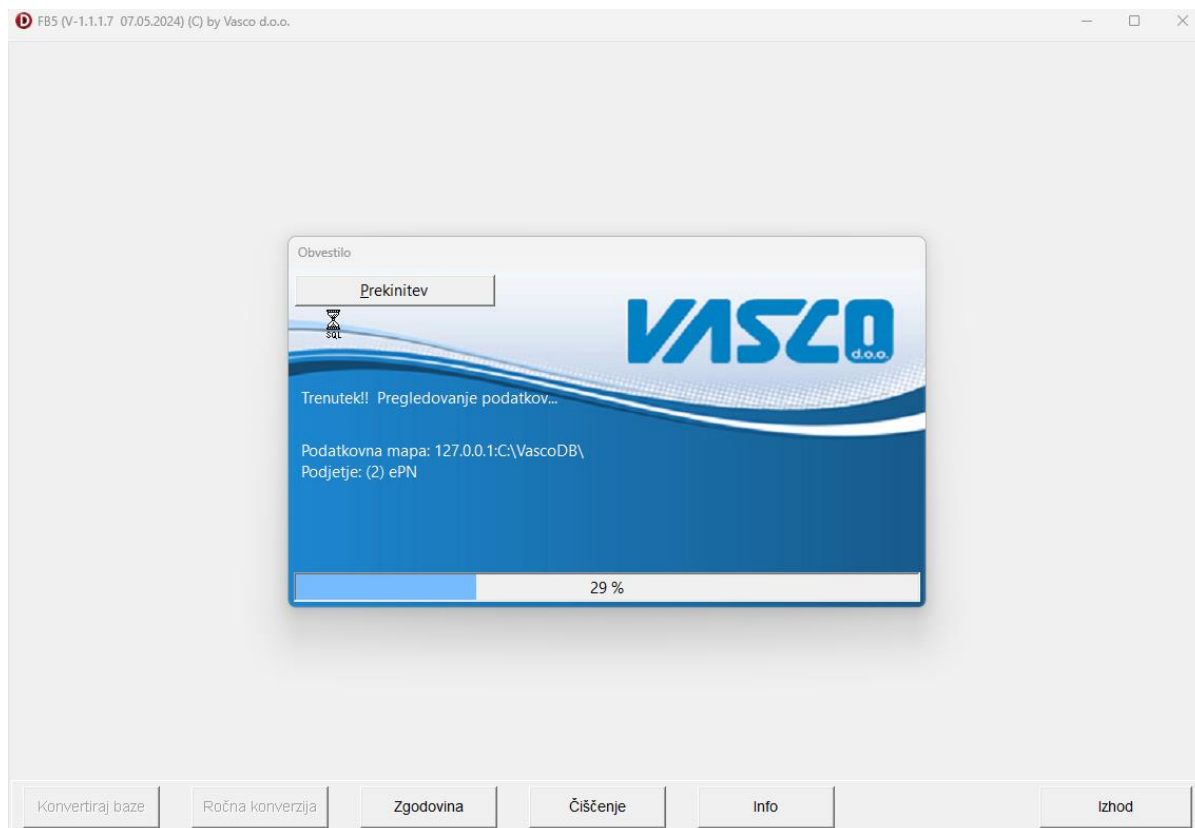 FB5 (V-1.1.1.7 07.05.2024) (C) by Vasco d.o.o.
Obvestilo
Prekinitev
SQL
VASCO d.o.o.
Trenutek!! Pregledovanje podatkov...
Podatkovna mapa: 127.0.0.1:C:\VascoDB\
Podjetje: (2) ePN
29 %
Konvertiraj baze Ročna konverzija Zgodovina Čiščenje Info Izhod